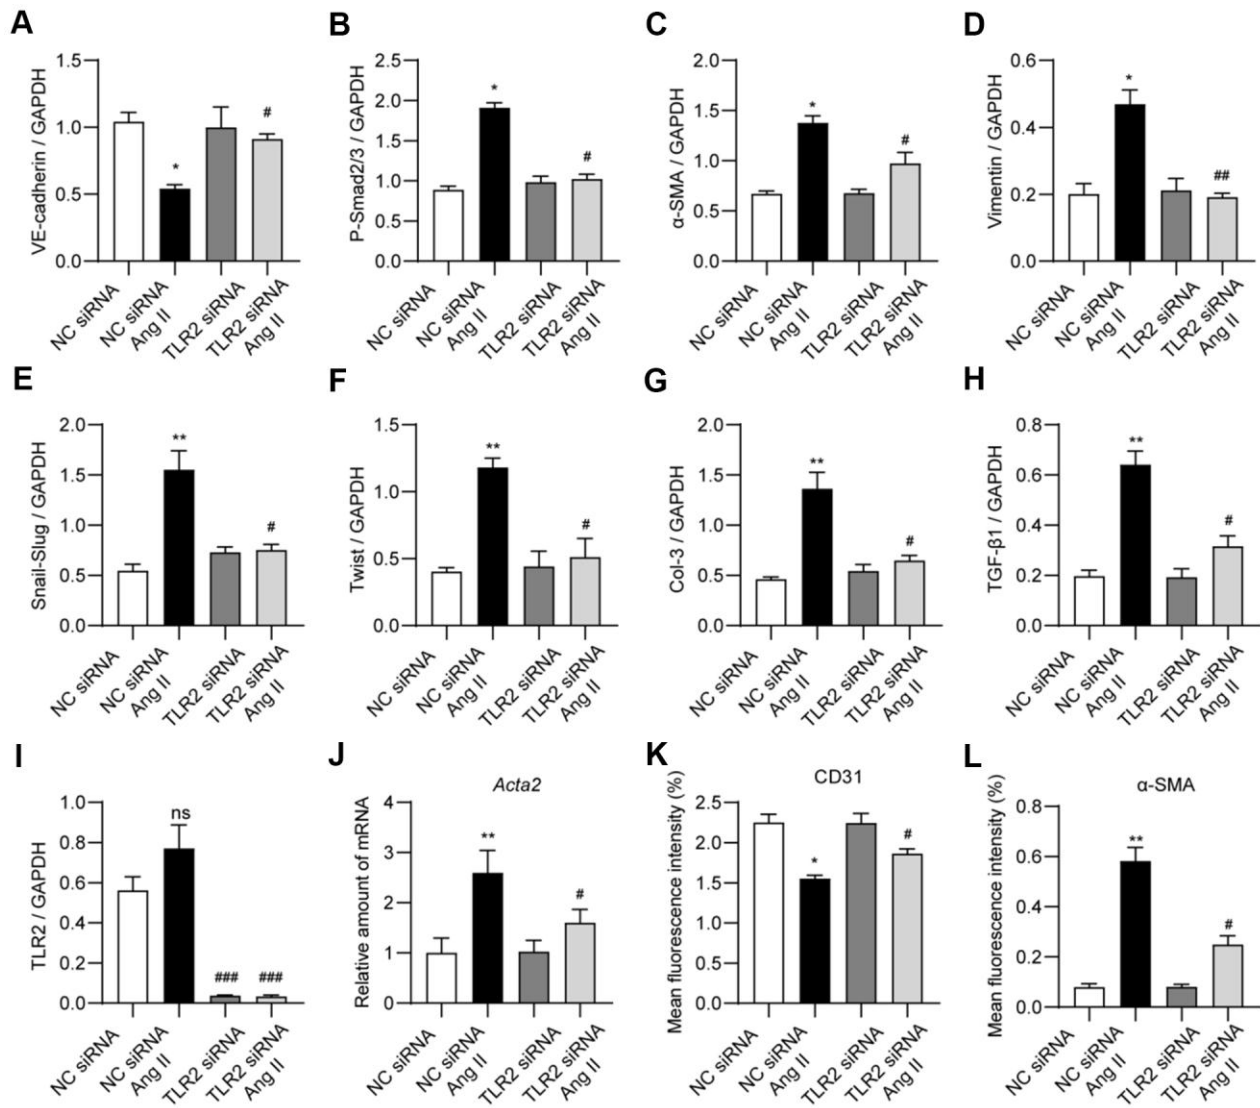 A
VE-cadherin / GAPDH
1.5
1.0
0.5
0.0
*
#
NC siRNA
NC siRNA
Ang II
TLR2 siRNA
TLR2 siRNA
Ang II
B
P-Smad2/3 / GAPDH
2.5
2.0
1.5
1.0
0.5
0.0
*
#
NC siRNA
NC siRNA
Ang II
TLR2 siRNA
TLR2 siRNA
Ang II
C
α-SMA / GAPDH
2.0
1.5
1.0
0.5
0.0
*
#
NC siRNA
NC siRNA
Ang II
TLR2 siRNA
TLR2 siRNA
Ang II
D
Vimentin / GAPDH
0.6
0.4
0.2
0.0
*
##
NC siRNA
NC siRNA
Ang II
TLR2 siRNA
TLR2 siRNA
Ang II
E
Snail-Slug / GAPDH
2.0
1.5
1.0
0.5
0.0
**
#
NC siRNA
NC siRNA
Ang II
TLR2 siRNA
TLR2 siRNA
Ang II
F
Twist / GAPDH
1.5
1.0
0.5
0.0
**
#
NC siRNA
NC siRNA
Ang II
TLR2 siRNA
TLR2 siRNA
Ang II
G
Col-3 / GAPDH
2.0
1.5
1.0
0.5
0.0
**
#
NC siRNA
NC siRNA
Ang II
TLR2 siRNA
TLR2 siRNA
Ang II
H
TGF-β1 / GAPDH
0.8
0.6
0.4
0.2
0.0
**
#
NC siRNA
NC siRNA
Ang II
TLR2 siRNA
TLR2 siRNA
Ang II
I
TLR2 / GAPDH
1.0
0.8
0.6
0.4
0.2
0.0
ns
###
###
NC siRNA
NC siRNA
Ang II
TLR2 siRNA
TLR2 siRNA
Ang II
J
Acta2
Relative amount of mRNA
4
3
2
1
0
**
#
NC siRNA
NC siRNA
Ang II
TLR2 siRNA
TLR2 siRNA
Ang II
K
CD31
Mean fluorescence intensity (%)
2.5
2.0
1.5
1.0
0.5
0.0
*
#
NC siRNA
NC siRNA
Ang II
TLR2 siRNA
TLR2 siRNA
Ang II
L
α-SMA
Mean fluorescence intensity (%)
0.8
0.6
0.4
0.2
0.0
**
#
NC siRNA
NC siRNA
Ang II
TLR2 siRNA
TLR2 siRNA
Ang II